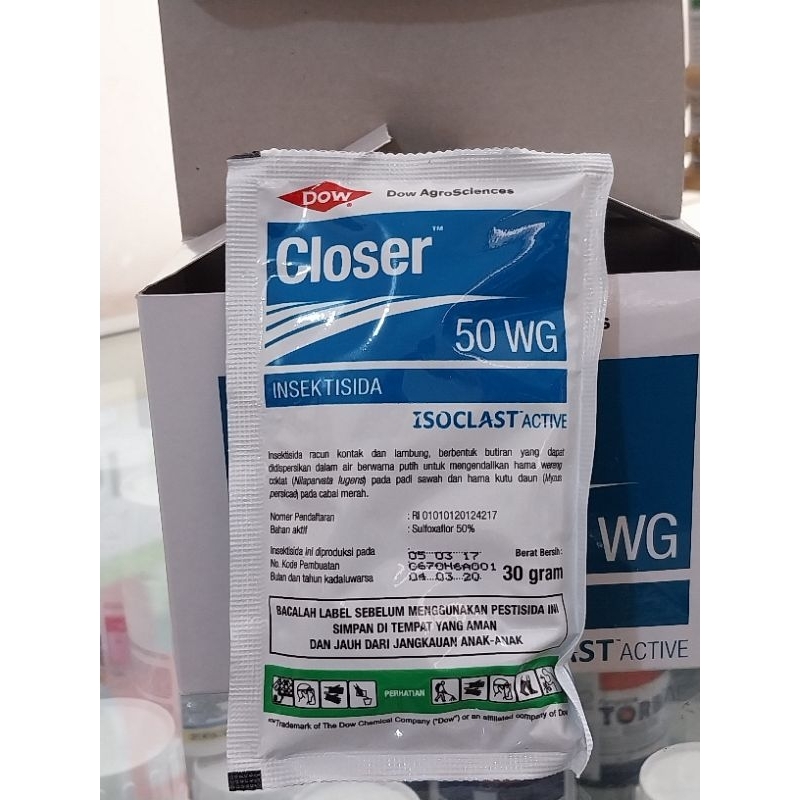 DOW
Dow AgroSciences
Closer™
50 WG
INSEKTISIDA
ISOCLAST™ ACTIVE
Insektisida racun kontak dan lambung, berbentuk butiran yang dapat
didispersikan dalam air berwarna putih untuk mengendalikan hama wereng
coklat (Nilaparvata lugens) pada padi sawah dan hama kutu daun (Myzus
persicae) pada cabai merah.
Nomer Pendaftaran : RI 01010120124217
Bahan aktif : Sulfoxaflor 50%
Insektisida ini diproduksi pada 05 03 17
No. Kode Pembuatan G670H6A001
Bulan dan tahun kadaluwarsa 04 03 20
Berat Bersih:
30 gram
BACALAH LABEL SEBELUM MENGGUNAKAN PESTISIDA INI
SIMPAN DI TEMPAT YANG AMAN
DAN JAUH DARI JANGKAUAN ANAK-ANAK
PERHATIAN
Trademark of The Dow Chemical Company ("Dow") or an affiliated company of Dow
WG
ST™ ACTIVE
TOR